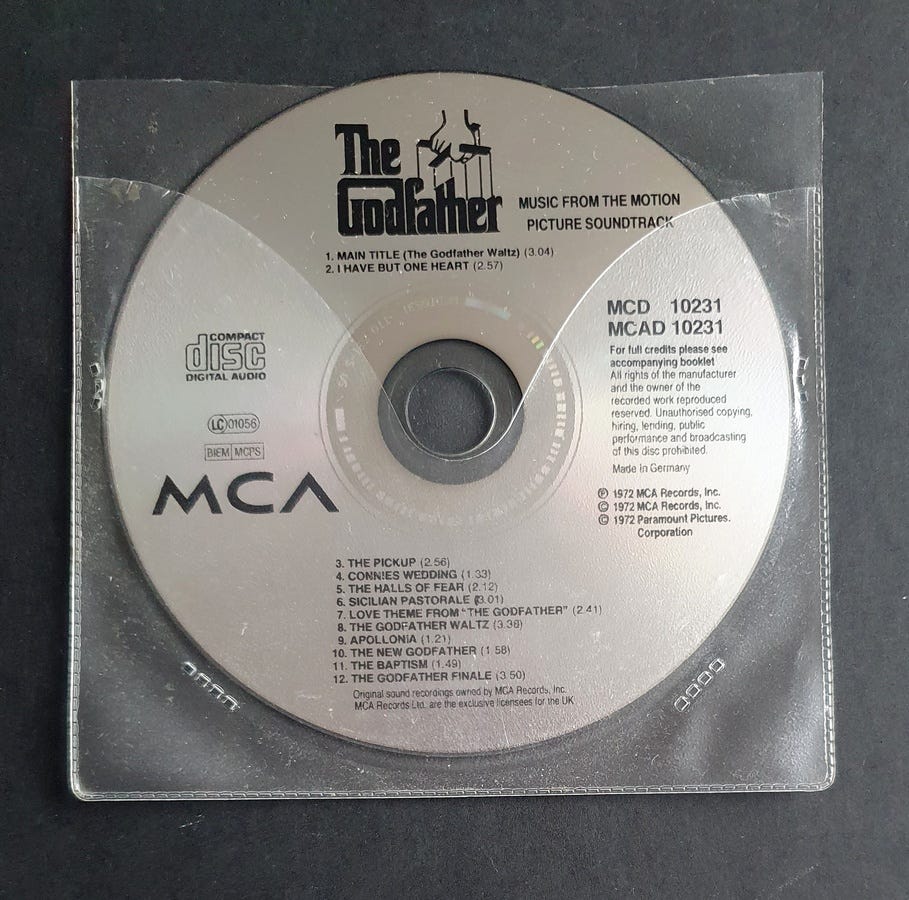 The
Godfather
MUSIC FROM THE MOTION
PICTURE SOUNDTRACK
1. MAIN TITLE (The Godfather Waltz) (3.04)
2. I HAVE BUT ONE HEART (2.57)
MCD 10231
MCAD 10231
For full credits please see
accompanying booklet
All rights of the manufacturer
and the owner of the
recorded work reproduced
reserved. Unauthorised copying,
hiring, lending, public
performance and broadcasting
of this disc prohibited.
Made in Germany
℗ 1972 MCA Records, Inc.
© 1972 MCA Records, Inc.
© 1972 Paramount Pictures.
Corporation
COMPACT
disc
DIGITAL AUDIO
LC 01056
BIEM MCPS
MCA
3. THE PICKUP (2.56)
4. CONNIES WEDDING (1.33)
5. THE HALLS OF FEAR (2.12)
6. SICILIAN PASTORALE (3.01)
7. LOVE THEME FROM "THE GODFATHER" (2.41)
8. THE GODFATHER WALTZ (3.38)
9. APOLLONIA (1.21)
10. THE NEW GODFATHER (1.58)
11. THE BAPTISM (1.49)
12. THE GODFATHER FINALE (3.50)
Original sound recordings owned by MCA Records, Inc.
MCA Records Ltd. are the exclusive licensees for the UK